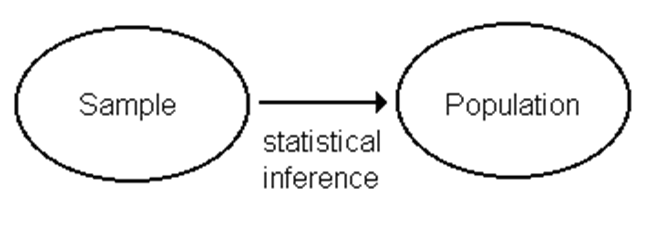 Sample
Population
statistical
inference